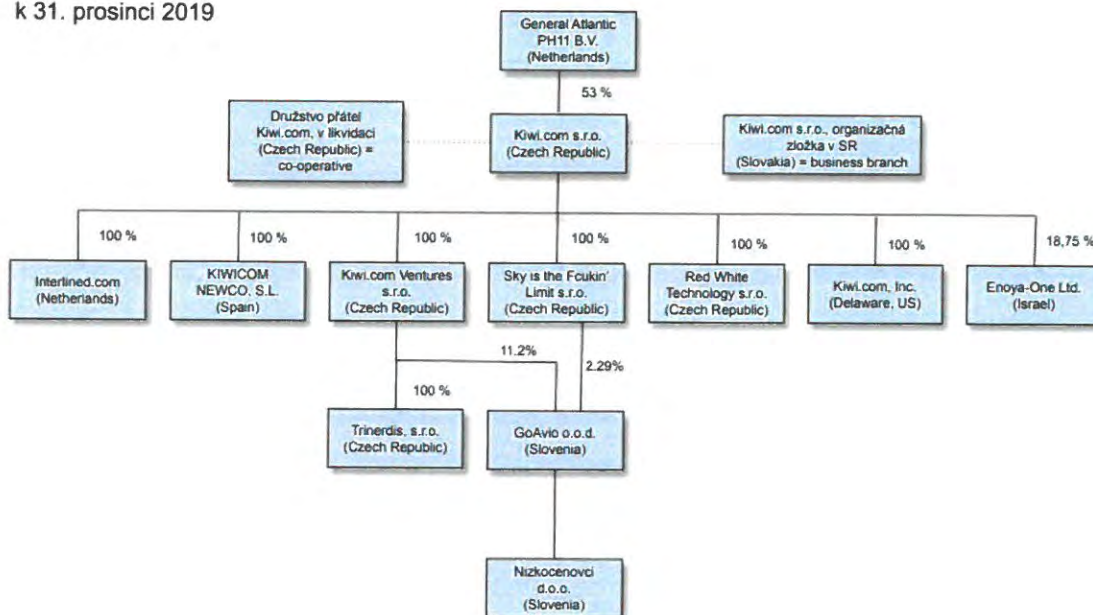 k 31. prosinci 2019
General Atlantic
PH11 B.V.
(Netherlands)
53 %
Družstvo přátel
Kiwi.com, v likvidaci
(Czech Republic) =
co-operative
Kiwi.com s.r.o.
(Czech Republic)
Kiwi.com s.r.o., organizačná
zložka v SR
(Slovakia) = business branch
100 %
100 %
100 %
100 %
100 %
100 %
18,75 %
Interlined.com
(Netherlands)
KIWICOM
NEWCO, S.L.
(Spain)
Kiwi.com Ventures
s.r.o.
(Czech Republic)
Sky is the Fcukin'
Limit s.r.o.
(Czech Republic)
Red White
Technology s.r.o.
(Czech Republic)
Kiwi.com, Inc.
(Delaware, US)
Enoya-One Ltd.
(Israel)
11.2%
2.29%
100 %
Trinerdis, s.r.o.
(Czech Republic)
GoAvio o.o.d.
(Slovenia)
Nizkocenovci
d.o.o.
(Slovenia)